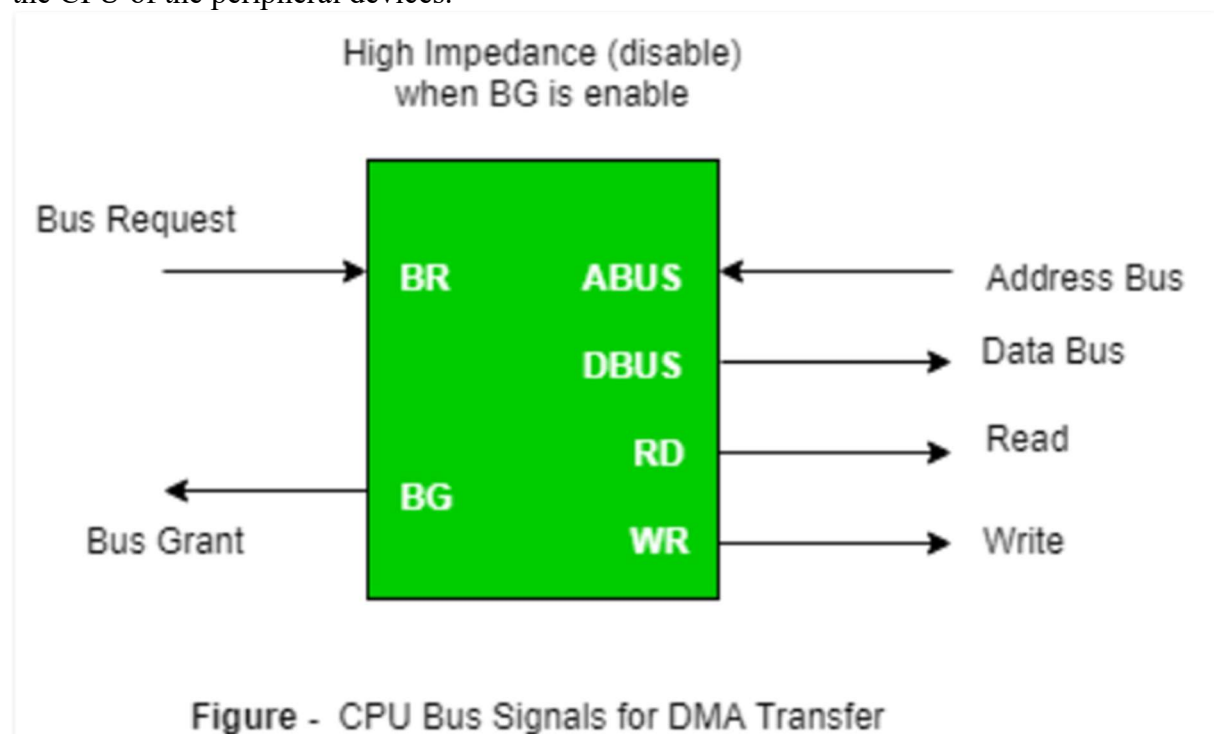 the CPU of the peripheral devices.
High Impedance (disable)
when BG is enable
Bus Request
BR
ABUS
Address Bus
DBUS
Data Bus
RD
Read
BG
Bus Grant
WR
Write
Figure - CPU Bus Signals for DMA Transfer